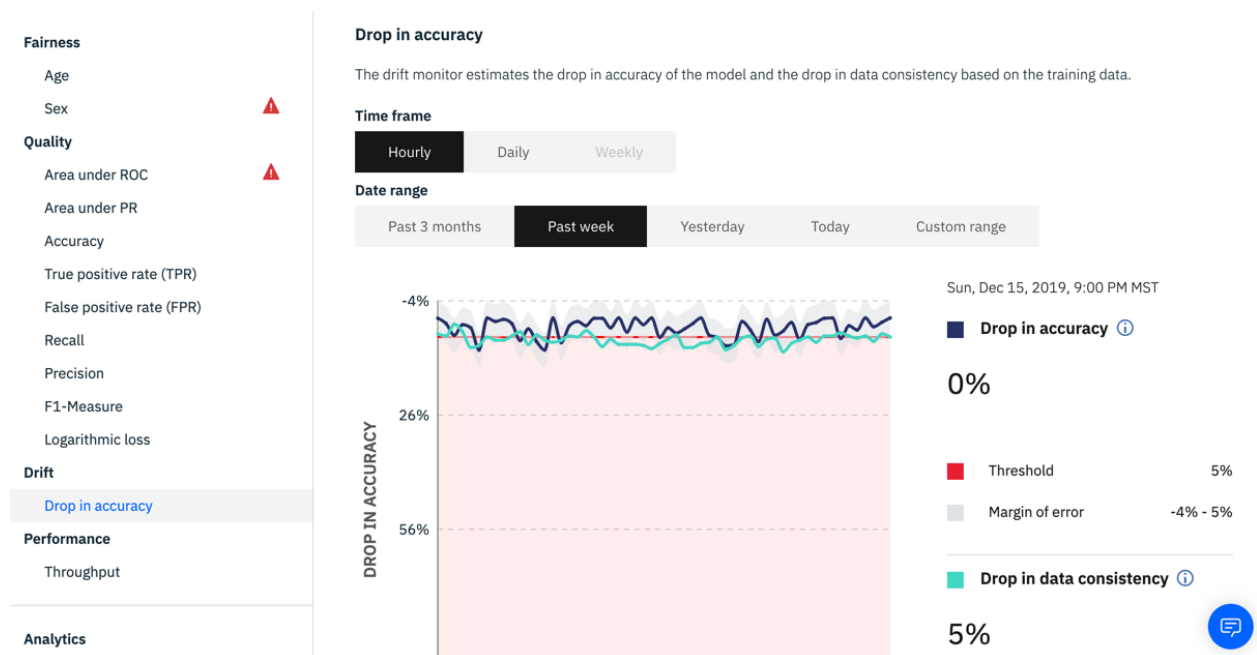 Fairness
Age
Sex
Quality
Area under ROC
Area under PR
Accuracy
True positive rate (TPR)
False positive rate (FPR)
Recall
Precision
F1-Measure
Logarithmic loss
Drift
Drop in accuracy
Performance
Throughput
Analytics
Drop in accuracy
The drift monitor estimates the drop in accuracy of the model and the drop in data consistency based on the training data.
Time frame
Hourly Daily Weekly
Date range
Past 3 months Past week Yesterday Today Custom range
DROP IN ACCURACY
-4%
26%
56%
Sun, Dec 15, 2019, 9:00 PM MST
Drop in accuracy
0%
Threshold 5%
Margin of error -4% - 5%
Drop in data consistency
5%